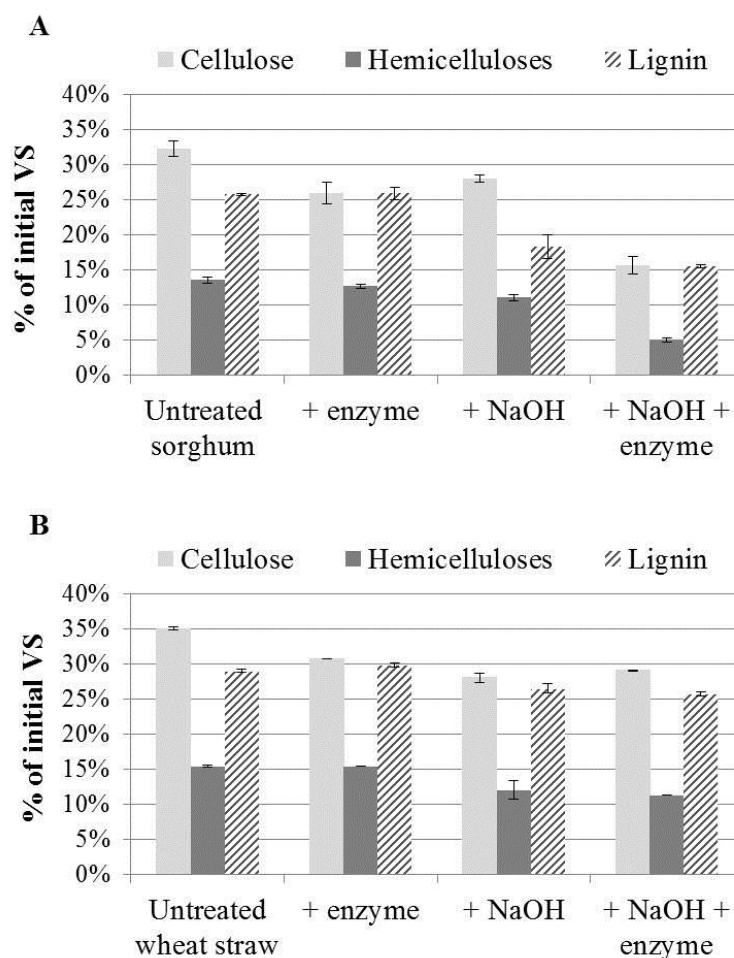 A
Cellulose Hemicelluloses Lignin
40%
35%
30%
25%
20%
15%
10%
5%
0%
% of initial VS
Untreated sorghum
+ enzyme
+ NaOH
+ NaOH + enzyme
B
Cellulose Hemicelluloses Lignin
40%
35%
30%
25%
20%
15%
10%
5%
0%
% of initial VS
Untreated wheat straw
+ enzyme
+ NaOH
+ NaOH + enzyme